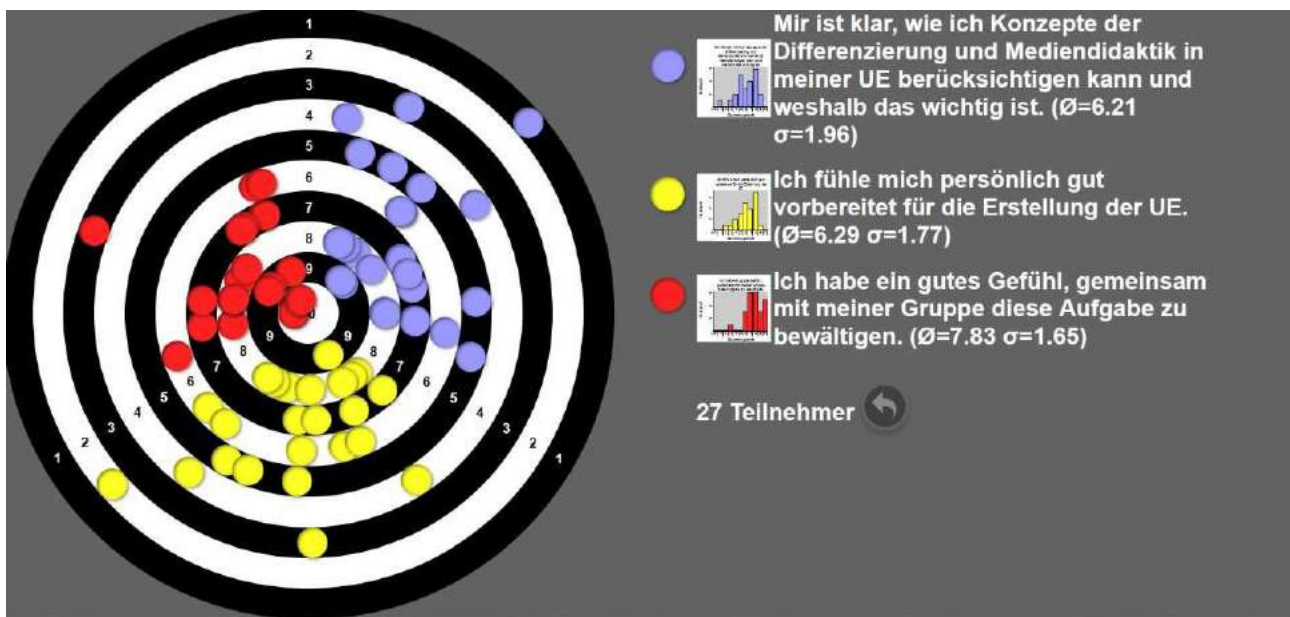 1
2
3
4
5
6
7
8
9
9 9
8 8
7 7
6 6
5 5
4 4
3 3
2 2
1 1
Mir ist klar, wie ich Konzepte der
Differenzierung und Mediendidaktik in
meiner UE berücksichtigen kann und
weshalb das wichtig ist. (Ø=6.21
σ=1.96)
Ich fühle mich persönlich gut
vorbereitet für die Erstellung der UE.
(Ø=6.29 σ=1.77)
Ich habe ein gutes Gefühl, gemeinsam
mit meiner Gruppe diese Aufgabe zu
bewältigen. (Ø=7.83 σ=1.65)
27 Teilnehmer